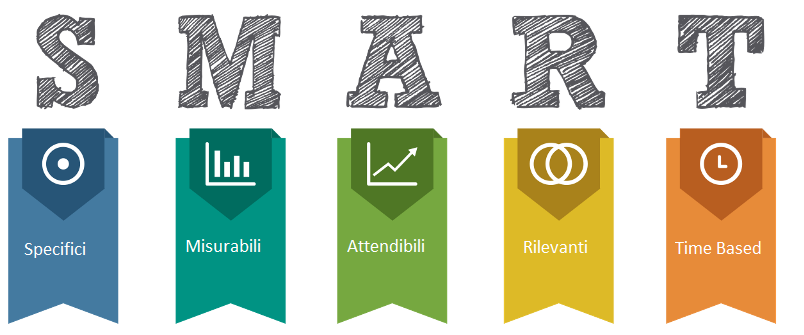 S M A R T
Specifici
Misurabili
Attendibili
Rilevanti
Time Based